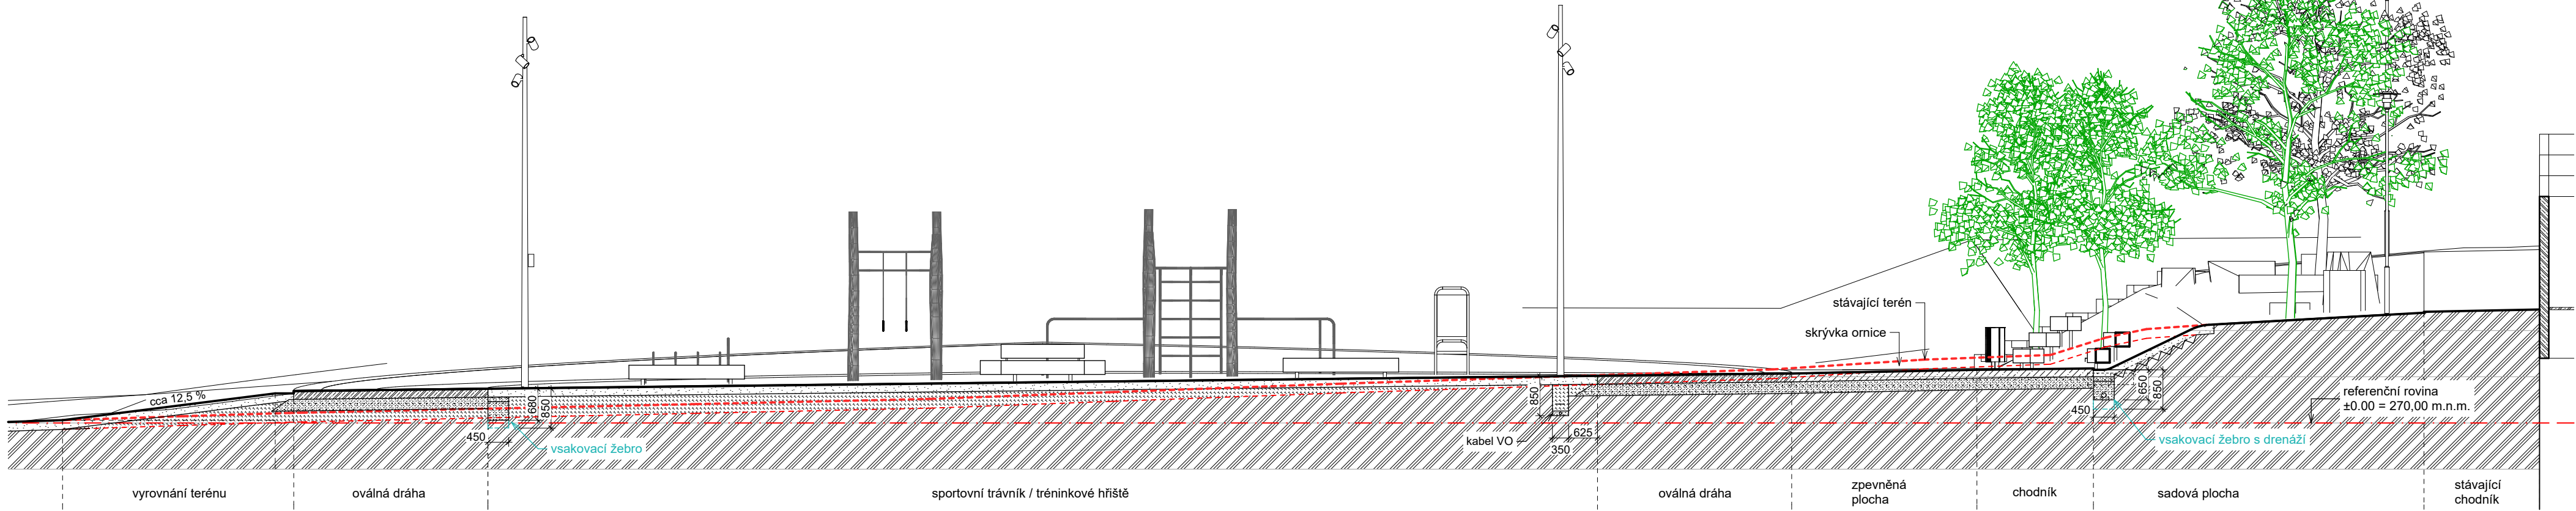 stávající terén
skrývka ornice
cca 12,5 %
referenční rovina
±0.00 = 270,00 m.n.m.
680
850
450
vsakovací žebro
850
625
350
kabel VO
650
850
450
vsakovací žebro s drenáží
vyrovnání terénu
oválná dráha
sportovní trávník / tréninkové hřiště
oválná dráha
zpevněná
plocha
chodník
sadová plocha
stávající
chodník